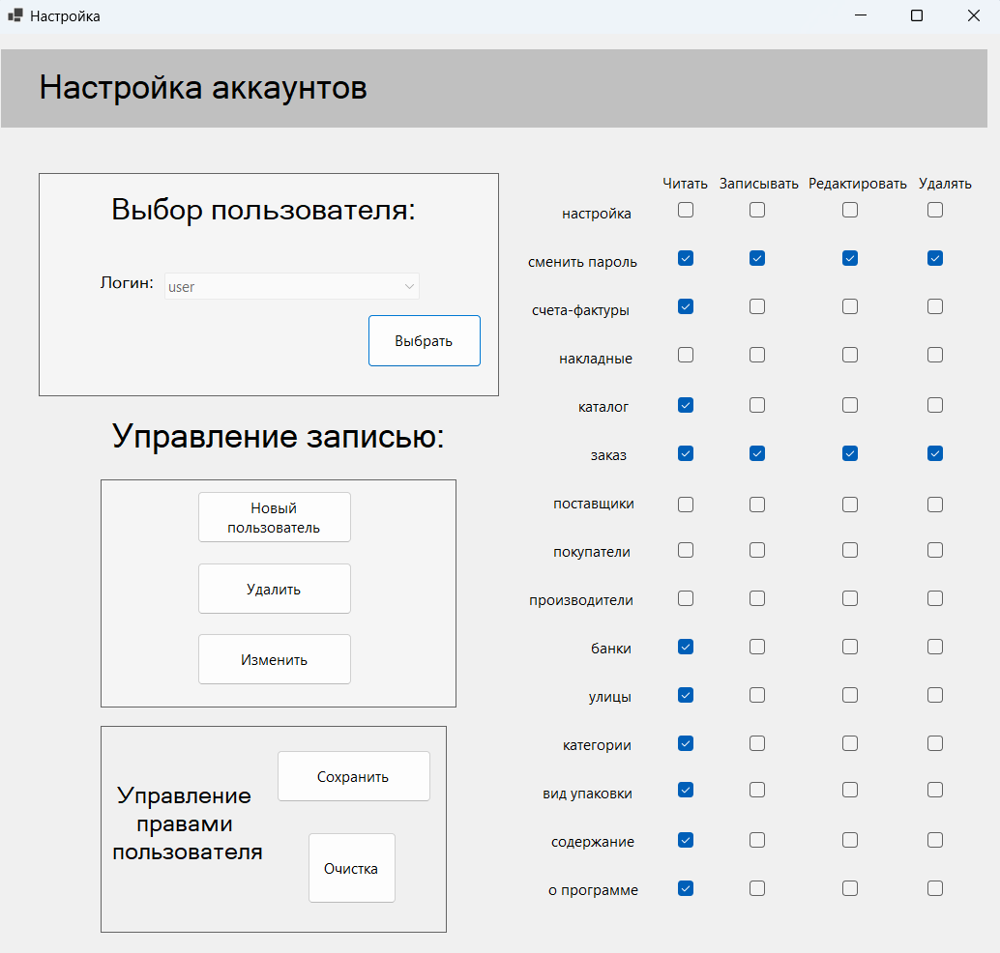 Настройка
Настройка аккаунтов
Выбор пользователя:
Логин:
user
Выбрать
Управление записью:
Новый
пользователь
Удалить
Изменить
Управление
правами
пользователя
Сохранить
Очистка
Читать Записывать Редактировать Удалять
настройка
сменить пароль
счета-фактуры
накладные
каталог
заказ
поставщики
покупатели
производители
банки
улицы
категории
вид упаковки
содержание
о программе